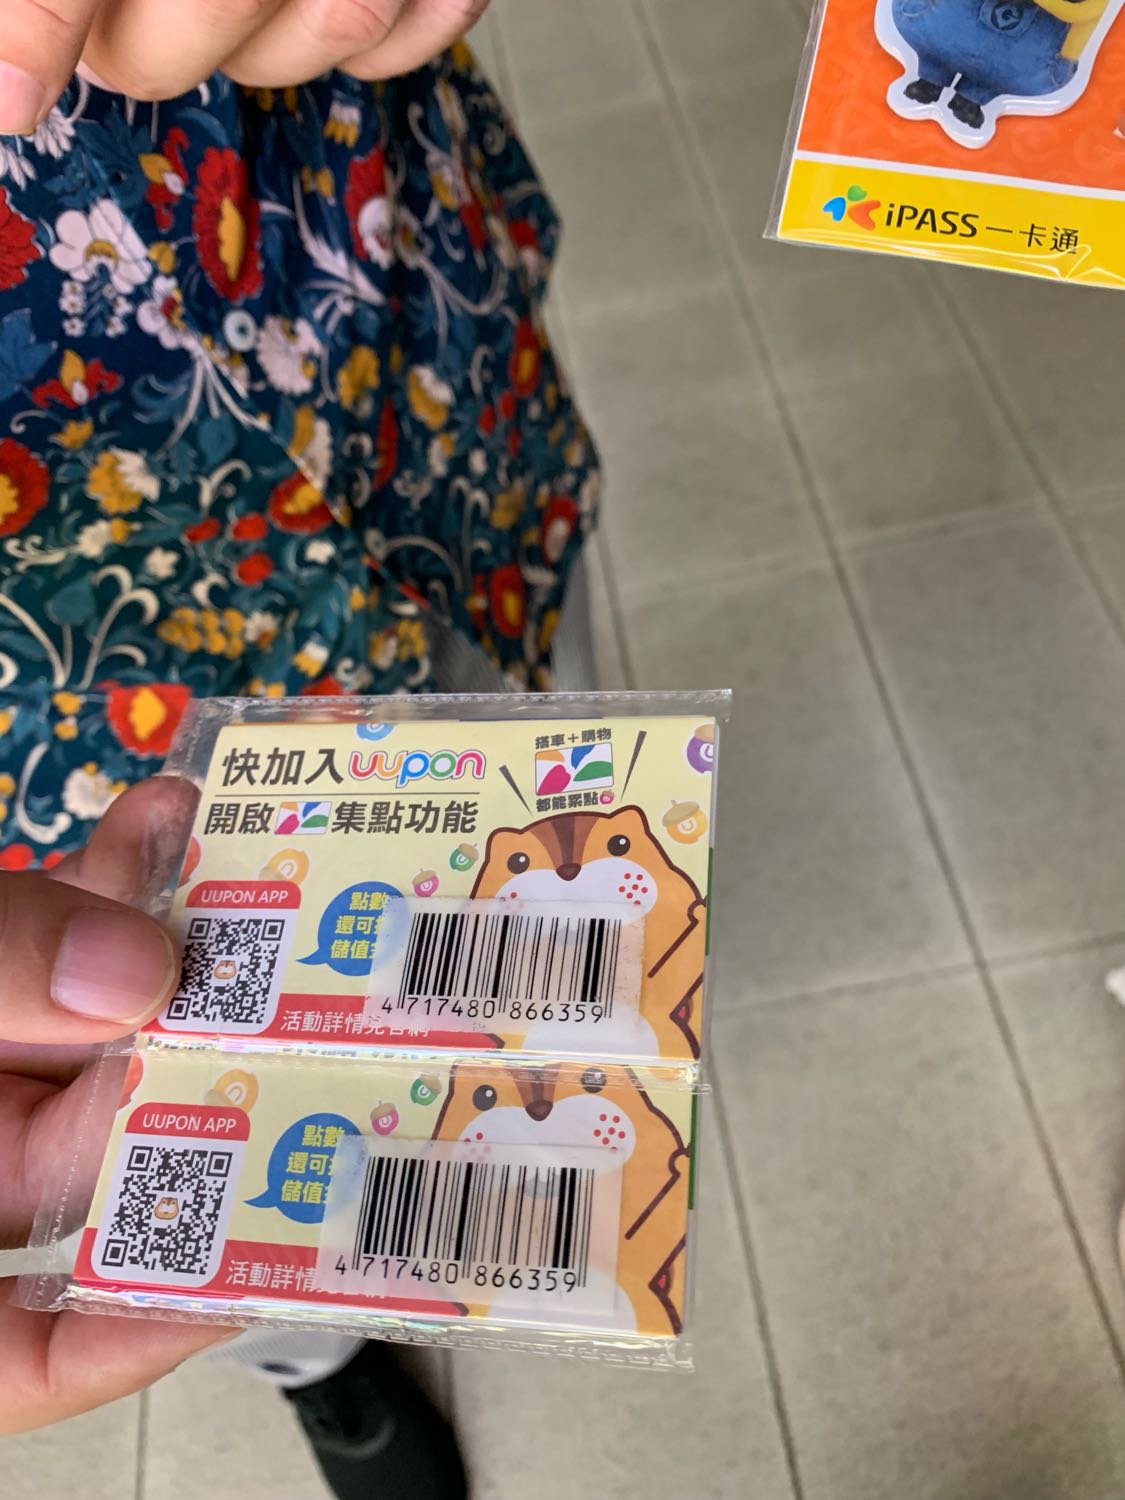 iPASS一卡通
快加入UUPON
開啟 集點功能
搭車+購物
都能累點
UUPON APP
點數
還可
儲值
4 717480 866359
活動詳情
UUPON APP
點數
還可
儲值
4 717480 866359
活動詳情